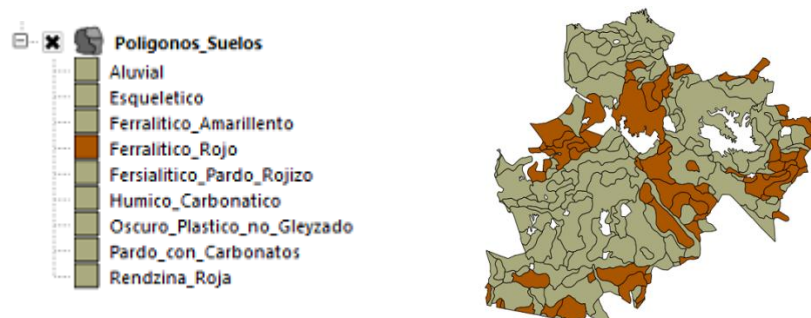 Poligonos_Suelos
Aluvial
Esqueletico
Ferralitico_Amarillento
Ferralitico_Rojo
Fersialitico_Pardo_Rojizo
Humico_Carbonatico
Oscuro_Plastico_no_Gleyzado
Pardo_con_Carbonatos
Rendzina_Roja